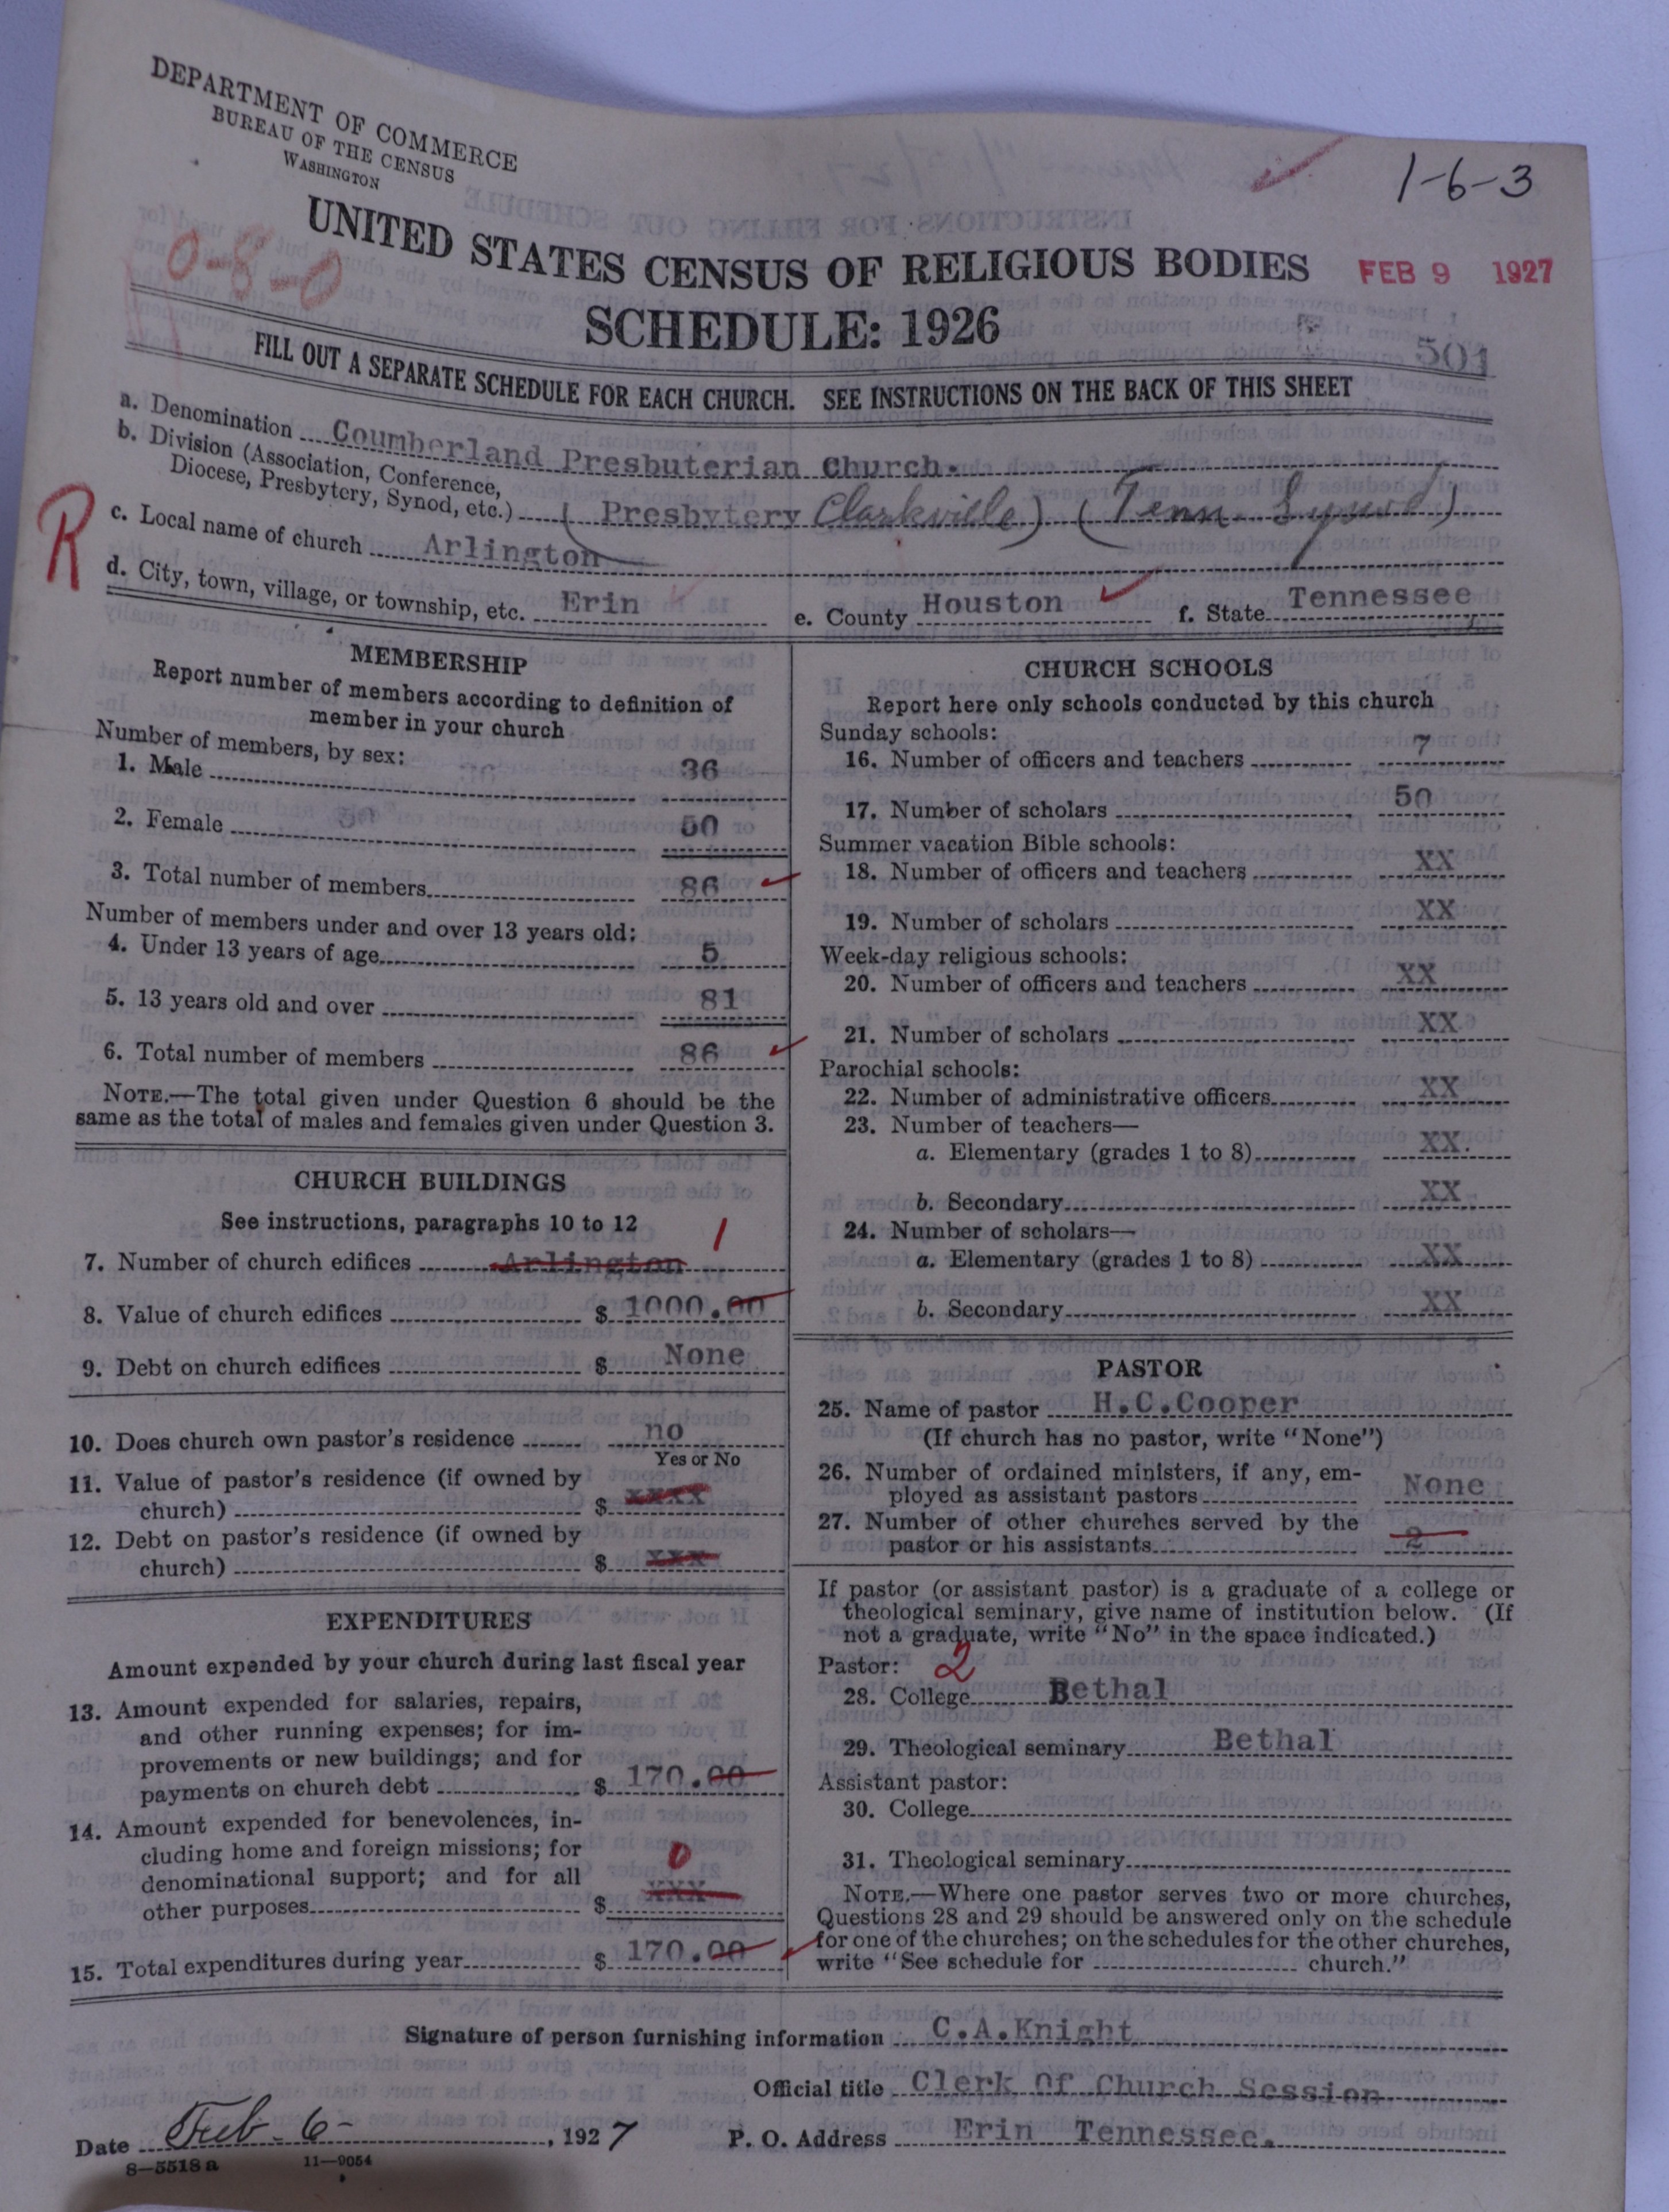 DEPARTMENT OF COMMERCE
BUREAU OF THE CENSUS
WASHINGTON
1-6-3
0-8-0
UNITED STATES CENSUS OF RELIGIOUS BODIES
FEB 9 1927
SCHEDULE: 1926
501
FILL OUT A SEPARATE SCHEDULE FOR EACH CHURCH. SEE INSTRUCTIONS ON THE BACK OF THIS SHEET
a. Denomination Coumberland Presbuterian Church.
b. Division (Association, Conference,
Diocese, Presbytery, Synod, etc.) (Presbytery Clarkville) (Tenn. Synod)
R
c. Local name of church Arlington
d. City, town, village, or township, etc. Erin e. County Houston f. State Tennessee
MEMBERSHIP
Report number of members according to definition of
member in your church
Number of members, by sex:
1. Male 36
2. Female 50
3. Total number of members 86
Number of members under and over 13 years old:
4. Under 13 years of age 5
5. 13 years old and over 81
6. Total number of members 86
NOTE.—The total given under Question 6 should be the
same as the total of males and females given under Question 3.
CHURCH BUILDINGS
See instructions, paragraphs 10 to 12
7. Number of church edifices Arlington 1
8. Value of church edifices $ 1000.00
9. Debt on church edifices $ None
10. Does church own pastor's residence no
Yes or No
11. Value of pastor's residence (if owned by
church) $ xxxx
12. Debt on pastor's residence (if owned by
church) $ xxx
EXPENDITURES
Amount expended by your church during last fiscal year
13. Amount expended for salaries, repairs,
and other running expenses; for im-
provements or new buildings; and for
payments on church debt $ 170.00
14. Amount expended for benevolences, in-
cluding home and foreign missions; for
denominational support; and for all
0
other purposes $ xxx
15. Total expenditures during year $ 170.00
CHURCH SCHOOLS
Report here only schools conducted by this church
Sunday schools:
16. Number of officers and teachers 7
17. Number of scholars 50
Summer vacation Bible schools:
18. Number of officers and teachers XX
19. Number of scholars XX
Week-day religious schools:
20. Number of officers and teachers XX
21. Number of scholars XX
Parochial schools:
22. Number of administrative officers XX
23. Number of teachers—
a. Elementary (grades 1 to 8) XX.
b. Secondary XX
24. Number of scholars—
a. Elementary (grades 1 to 8) XX
b. Secondary XX
PASTOR
25. Name of pastor H.C.Cooper
(If church has no pastor, write "None")
26. Number of ordained ministers, if any, em-
ployed as assistant pastors None
27. Number of other churches served by the
pastor or his assistants 2
If pastor (or assistant pastor) is a graduate of a college or
theological seminary, give name of institution below. (If
not a graduate, write "No" in the space indicated.)
Pastor: 2
28. College Bethal
29. Theological seminary Bethal
Assistant pastor:
30. College
31. Theological seminary
NOTE.—Where one pastor serves two or more churches,
Questions 28 and 29 should be answered only on the schedule
for one of the churches; on the schedules for the other churches,
write "See schedule for church."
Signature of person furnishing information C.A.Knight
Official title Clerk Of Church Session
Date Feb- 6-, 1927 P. O. Address Erin Tennessee.
8—5518 a 11—9054